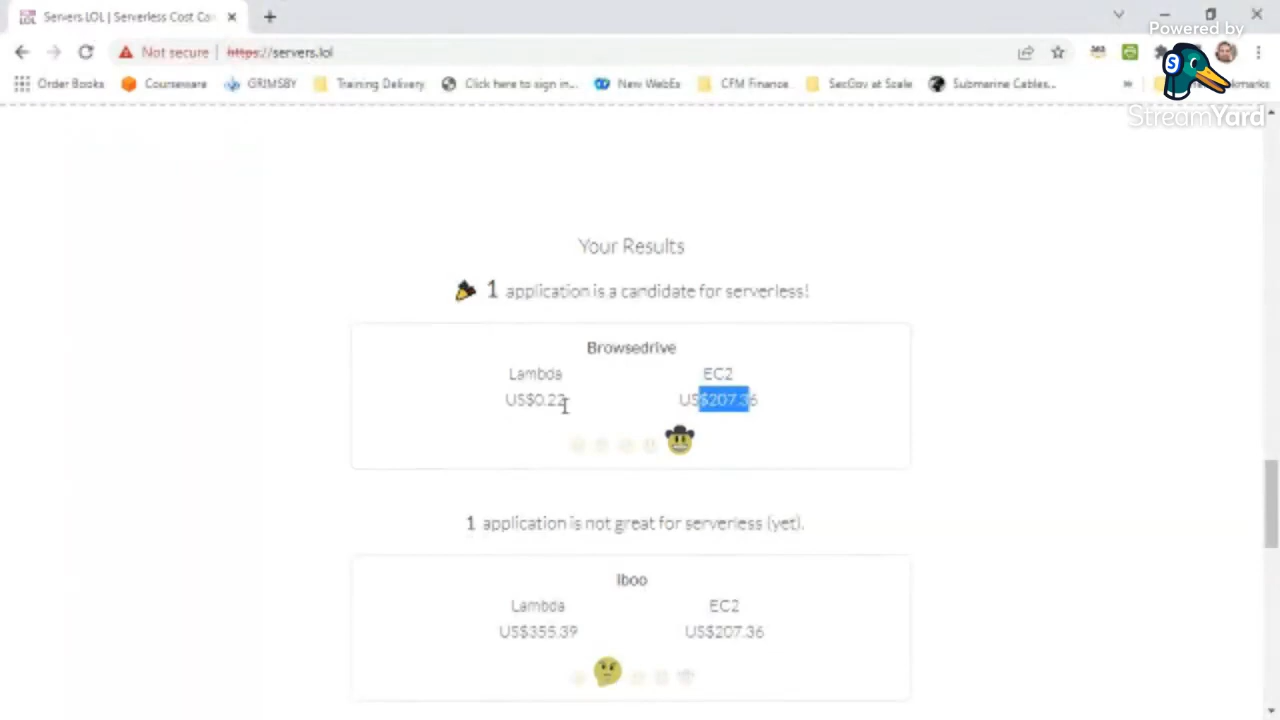 Servers.LOL | Serverless Cost Ca
Powered by
StreamYard
Not secure | https://servers.lol
Order Books
Courseware
GRIMSBY
Training Delivery
Click here to sign in...
New WebEx
CFM Finance
SecGov at Scale
Submarine Cables...
»
Your Results
1 application is a candidate for serverless!
Browsedrive
Lambda EC2
US$0.22 US$207.36
1 application is not great for serverless (yet).
Iboo
Lambda EC2
US$355.39 US$207.36